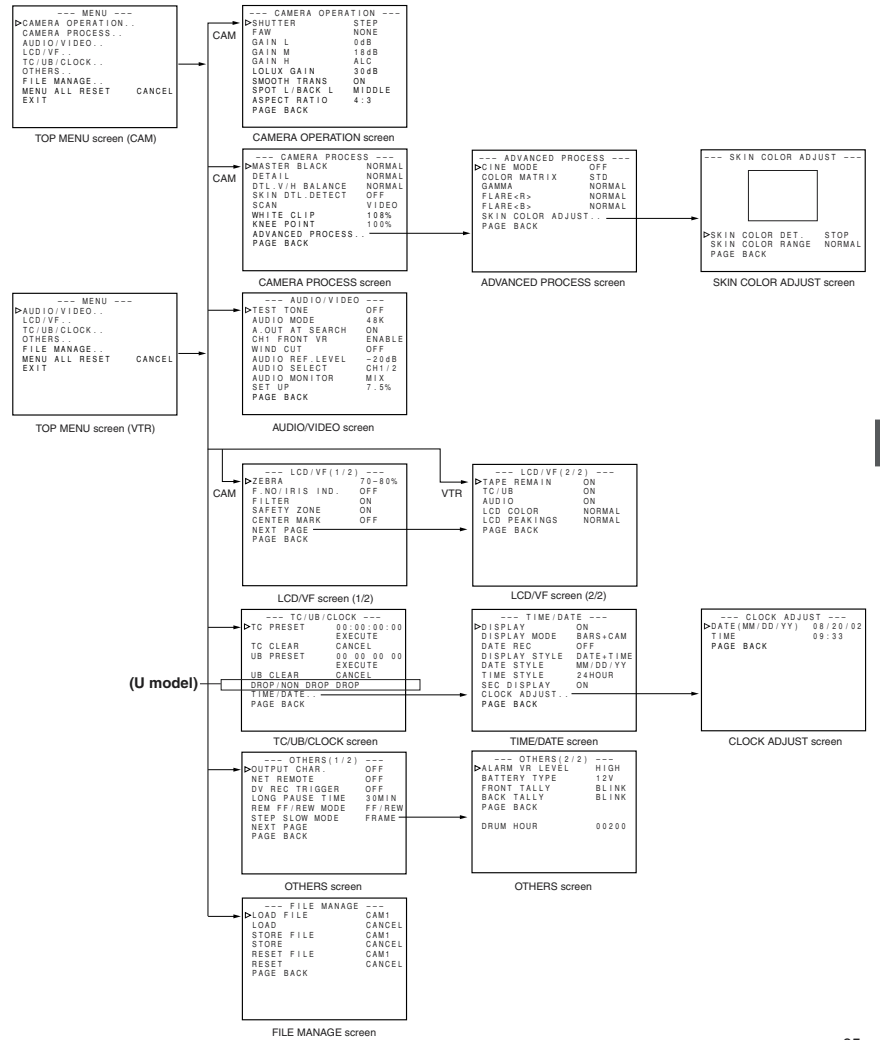 --- MENU ---
CAMERA OPERATION..
CAMERA PROCESS..
AUDIO/VIDEO..
LCD/VF..
TC/UB/CLOCK..
OTHERS..
FILE MANAGE..
MENU ALL RESET CANCEL
EXIT
TOP MENU screen (CAM)
CAM
--- CAMERA OPERATION ---
SHUTTER STEP
FAW NONE
GAIN L 0dB
GAIN M 18dB
GAIN H ALC
LOLUX GAIN 30dB
SMOOTH TRANS ON
SPOT L/BACK L MIDDLE
ASPECT RATIO 4:3
PAGE BACK
CAMERA OPERATION screen
CAM
--- CAMERA PROCESS ---
MASTER BLACK NORMAL
DETAIL NORMAL
DTL.V/H BALANCE NORMAL
SKIN DTL.DETECT OFF
SCAN VIDEO
WHITE CLIP 108%
KNEE POINT 100%
ADVANCED PROCESS..
PAGE BACK
CAMERA PROCESS screen
--- ADVANCED PROCESS ---
CINE MODE OFF
COLOR MATRIX STD
GAMMA NORMAL
FLARE<R> NORMAL
FLARE<B> NORMAL
SKIN COLOR ADJUST..
PAGE BACK
ADVANCED PROCESS screen
--- SKIN COLOR ADJUST ---
SKIN COLOR DET. STOP
SKIN COLOR RANGE NORMAL
PAGE BACK
SKIN COLOR ADJUST screen
--- MENU ---
AUDIO/VIDEO..
LCD/VF..
TC/UB/CLOCK..
OTHERS..
FILE MANAGE..
MENU ALL RESET CANCEL
EXIT
TOP MENU screen (VTR)
--- AUDIO/VIDEO ---
TEST TONE OFF
AUDIO MODE 48K
A.OUT AT SEARCH ON
CH1 FRONT VR ENABLE
WIND CUT OFF
AUDIO REF.LEVEL -20dB
AUDIO SELECT CH1/2
AUDIO MONITOR MIX
SET UP 7.5%
PAGE BACK
AUDIO/VIDEO screen
CAM
--- LCD/VF(1/2) ---
ZEBRA 70-80%
F.NO/IRIS IND. OFF
FILTER ON
SAFETY ZONE ON
CENTER MARK OFF
NEXT PAGE
PAGE BACK
LCD/VF screen (1/2)
VTR
--- LCD/VF(2/2) ---
TAPE REMAIN ON
TC/UB ON
AUDIO ON
LCD COLOR NORMAL
LCD PEAKINGS NORMAL
PAGE BACK
LCD/VF screen (2/2)
--- TC/UB/CLOCK ---
TC PRESET 00:00:00:00
EXECUTE
TC CLEAR CANCEL
UB PRESET 00 00 00 00
EXECUTE
UB CLEAR CANCEL
(U model)
DROP/NON DROP DROP
TIME/DATE..
PAGE BACK
TC/UB/CLOCK screen
--- TIME/DATE ---
DISPLAY ON
DISPLAY MODE BARS+CAM
DATE REC OFF
DISPLAY STYLE DATE+TIME
DATE STYLE MM/DD/YY
TIME STYLE 24HOUR
SEC DISPLAY ON
CLOCK ADJUST..
PAGE BACK
TIME/DATE screen
--- CLOCK ADJUST ---
DATE(MM/DD/YY) 08/20/02
TIME 09:33
PAGE BACK
CLOCK ADJUST screen
--- OTHERS(1/2) ---
OUTPUT CHAR. OFF
NET REMOTE OFF
DV REC TRIGGER OFF
LONG PAUSE TIME 30MIN
REM FF/REW MODE FF/REW
STEP SLOW MODE FRAME
NEXT PAGE
PAGE BACK
OTHERS screen
--- OTHERS(2/2) ---
ALARM VR LEVEL HIGH
BATTERY TYPE 12V
FRONT TALLY BLINK
BACK TALLY BLINK
PAGE BACK
DRUM HOUR 00200
OTHERS screen
--- FILE MANAGE ---
LOAD FILE CAM1
LOAD CANCEL
STORE FILE CAM1
STORE CANCEL
RESET FILE CAM1
RESET CANCEL
PAGE BACK
FILE MANAGE screen